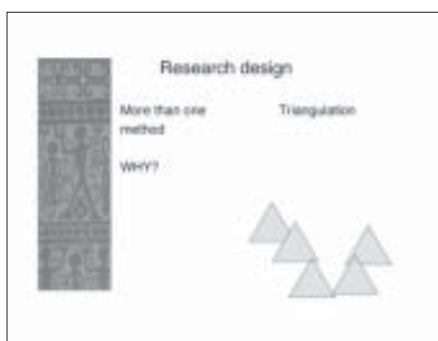 Research design
More than one
method
Triangulation
WHY?